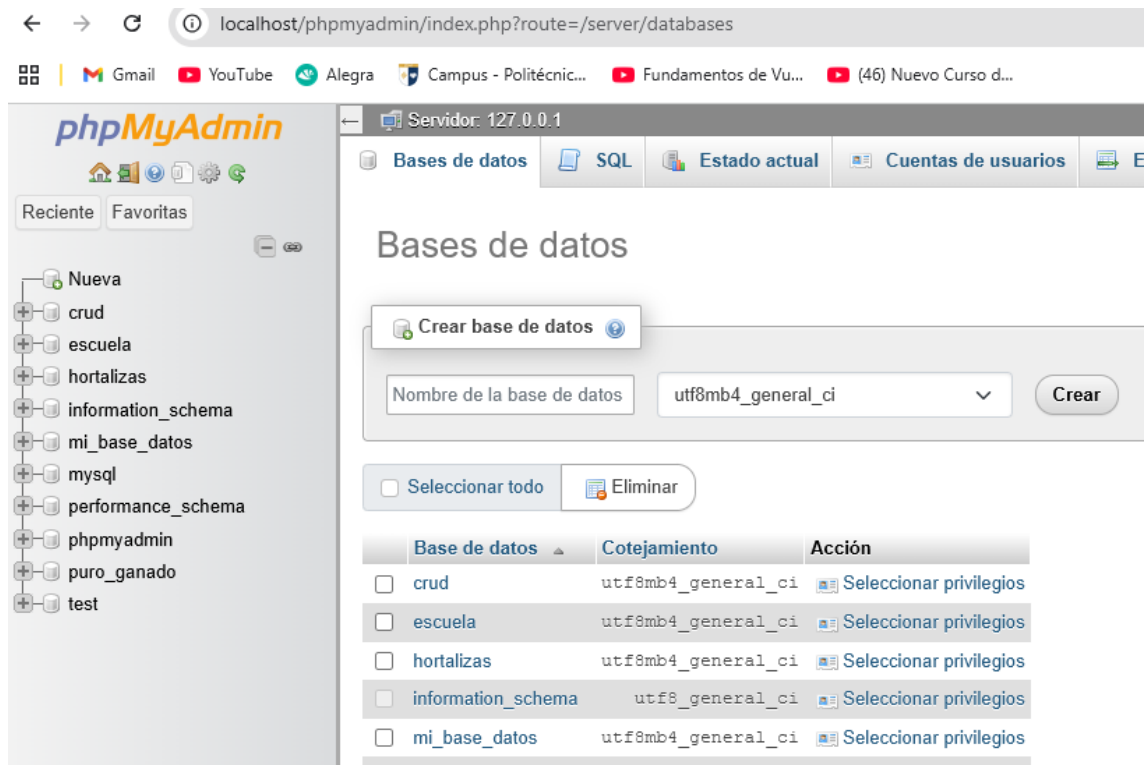 localhost/phpmyadmin/index.php?route=/server/databases
Gmail YouTube Alegra Campus - Politécnic... Fundamentos de Vu... (46) Nuevo Curso d...
phpMyAdmin
Reciente Favoritas
Nueva
crud
escuela
hortalizas
information_schema
mi_base_datos
mysql
performance_schema
phpmyadmin
puro_ganado
test
Servidor: 127.0.0.1
Bases de datos SQL Estado actual Cuentas de usuarios E
Bases de datos
Crear base de datos
Nombre de la base de datos utf8mb4_general_ci Crear
Seleccionar todo Eliminar
Base de datos Cotejamiento Acción
crud utf8mb4_general_ci Seleccionar privilegios
escuela utf8mb4_general_ci Seleccionar privilegios
hortalizas utf8mb4_general_ci Seleccionar privilegios
information_schema utf8_general_ci Seleccionar privilegios
mi_base_datos utf8mb4_general_ci Seleccionar privilegios